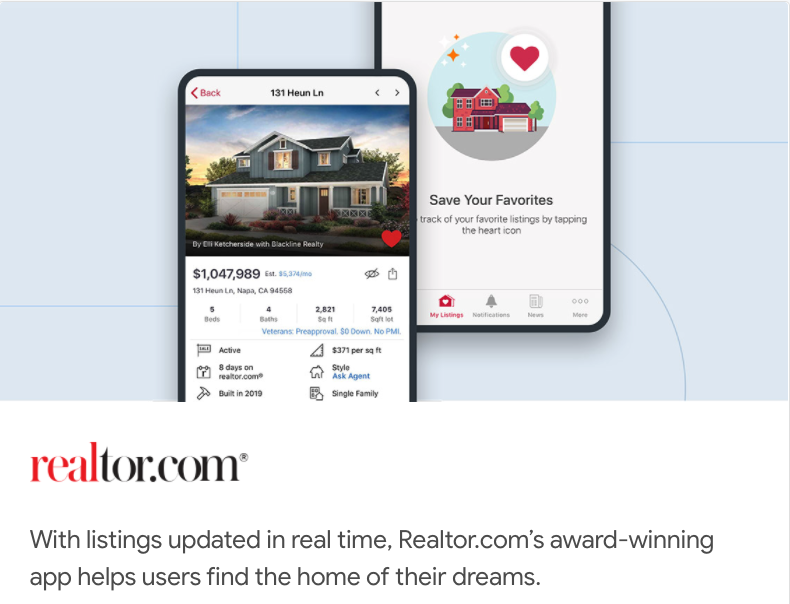 Back
131 Heun Ln
By Elli Ketcherside with Blackline Realty
$1,047,989 Est. $5,374/mo
131 Heun Ln, Napa, CA 94558
5 4 2,821 7,405
Beds Baths Sq ft Sqft lot
Veterans: Preapproval. $0 Down. No PMI.
SALE Active $371 per sq ft
8 days on
realtor.com®
Style
Ask Agent
Built in 2019 Single Family
Save Your Favorites
track of your favorite listings by tapping
the heart icon
My Listings Notifications News More
realtor.com®
With listings updated in real time, Realtor.com’s award-winning
app helps users find the home of their dreams.